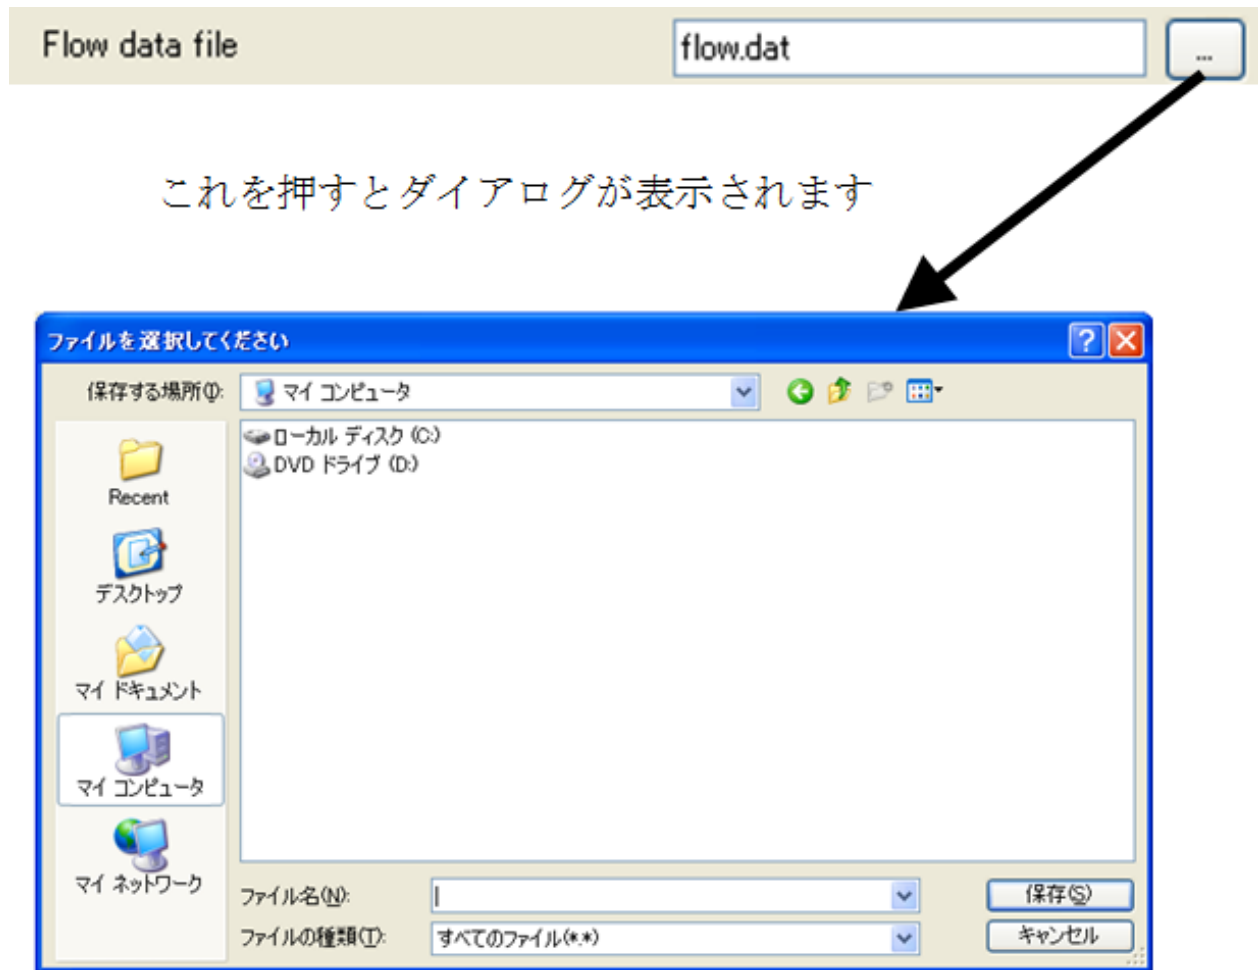 Flow data file
flow.dat
...
これを押すとダイアログが表示されます
ファイルを選択してください
保存する場所(I):
マイ コンピュータ
ローカル ディスク (C:)
DVD ドライブ (D:)
Recent
デスクトップ
マイ ドキュメント
マイ コンピュータ
マイ ネットワーク
ファイル名(N):
保存(S)
ファイルの種類(T):
すべてのファイル(*.*)
キャンセル